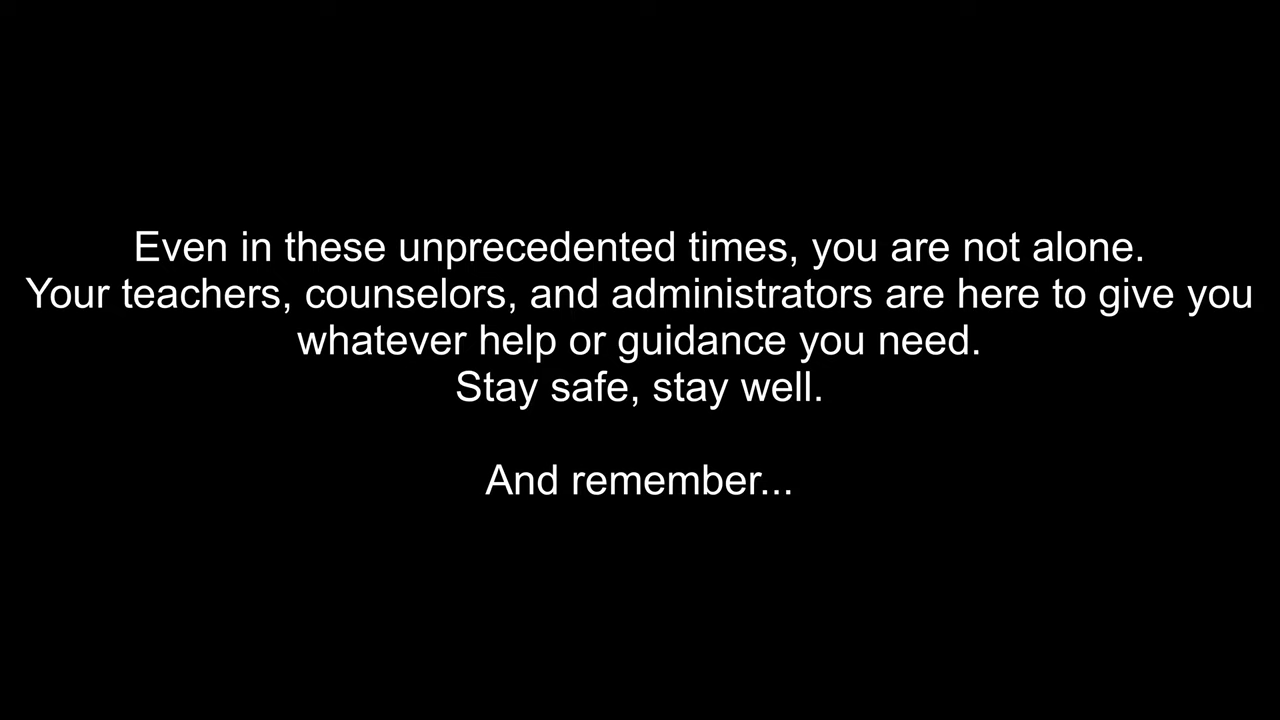 Even in these unprecedented times, you are not alone.
Your teachers, counselors, and administrators are here to give you
whatever help or guidance you need.
Stay safe, stay well.
And remember...